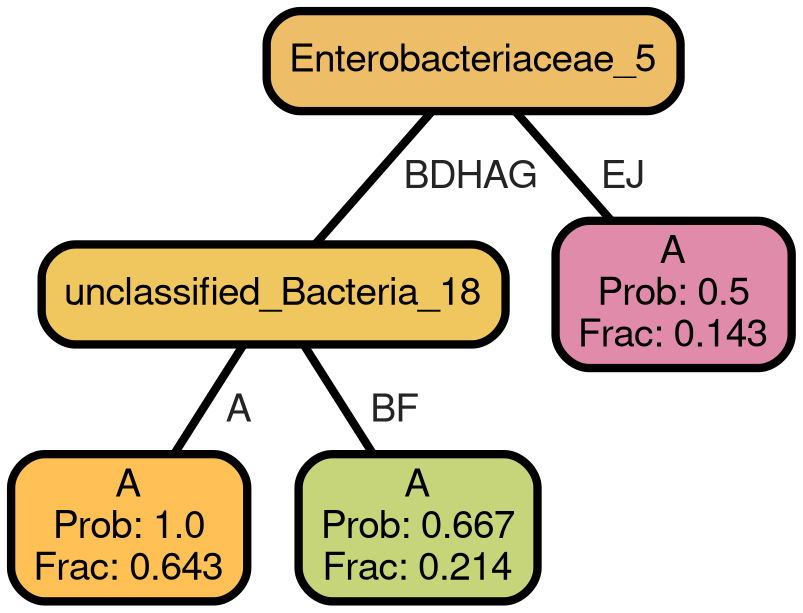 Enterobacteriaceae_5
BDHAG
EJ
unclassified_Bacteria_18
A
Prob: 0.5
Frac: 0.143
A
BF
A
Prob: 1.0
Frac: 0.643
A
Prob: 0.667
Frac: 0.214